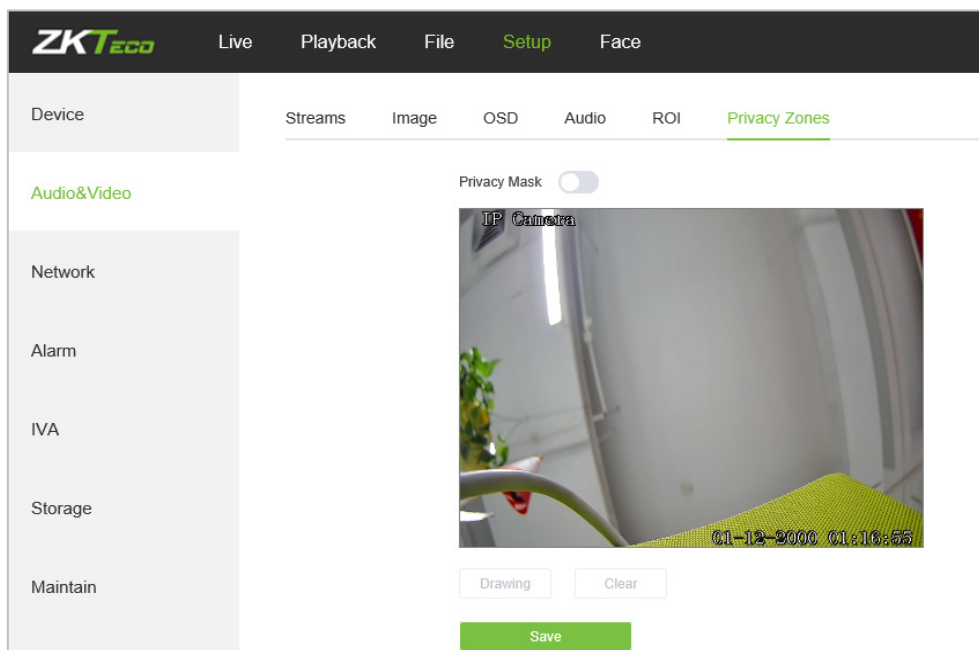 ZKTeco Live Playback File Setup Face
Device
Streams Image OSD Audio ROI Privacy Zones
Privacy Mask
Audio&Video
IP Camera
Network
Alarm
IVA
Storage
01-12-2000 01:16:55
Maintain
Drawing Clear
Save